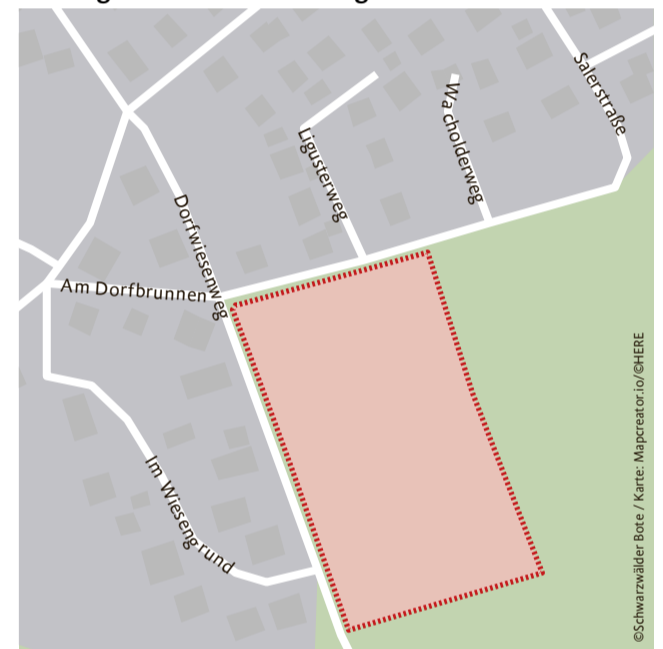 Salerstraße
Wacholderweg
Ligusterweg
Dorfwiesenweg
Am Dorfbrunnen
Im Wiesengrund
©Schwarzwälder Bote / Karte: Mapcreator.io/©HERE